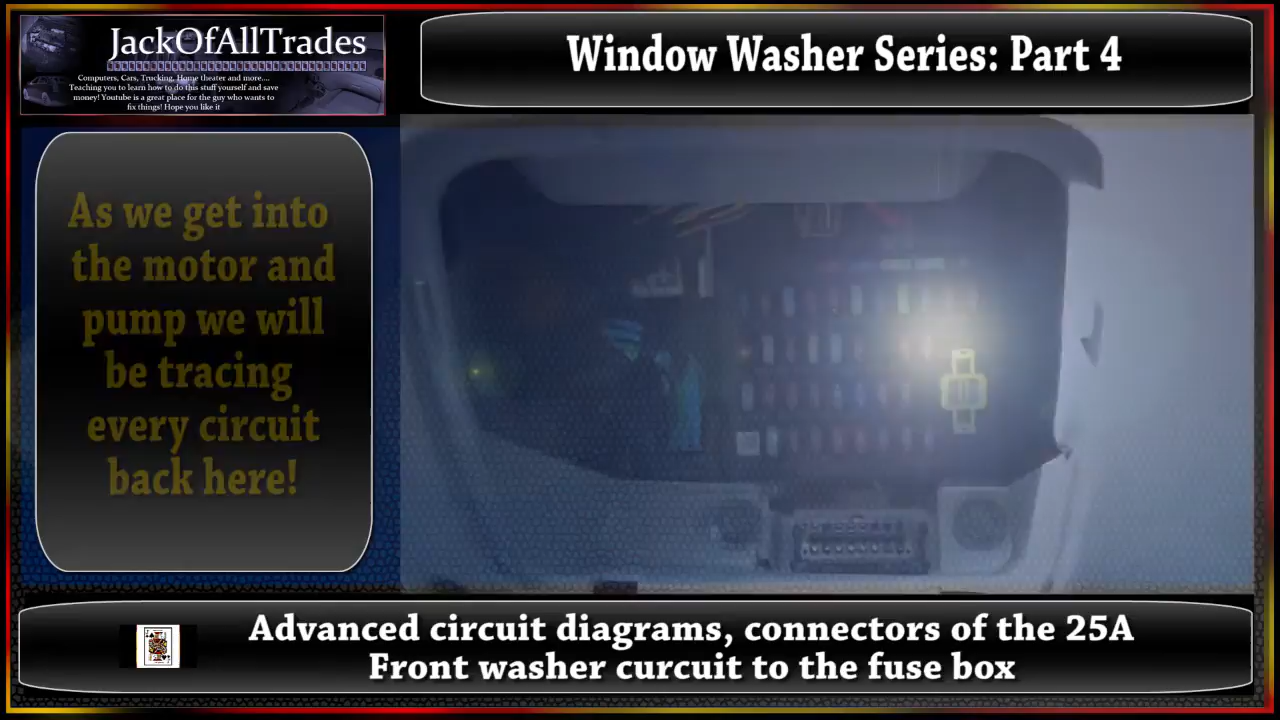 JackOfAllTrades
Computers, Cars, Trucking, Home theater and more....
Teaching you to learn how to do this stuff yourself and save
money! Youtube is a great place for the guy who wants to
fix things! Hope you like it
Window Washer Series: Part 4
As we get into
the motor and
pump we will
be tracing
every circuit
back here!
Advanced circuit diagrams, connectors of the 25A
Front washer curcuit to the fuse box